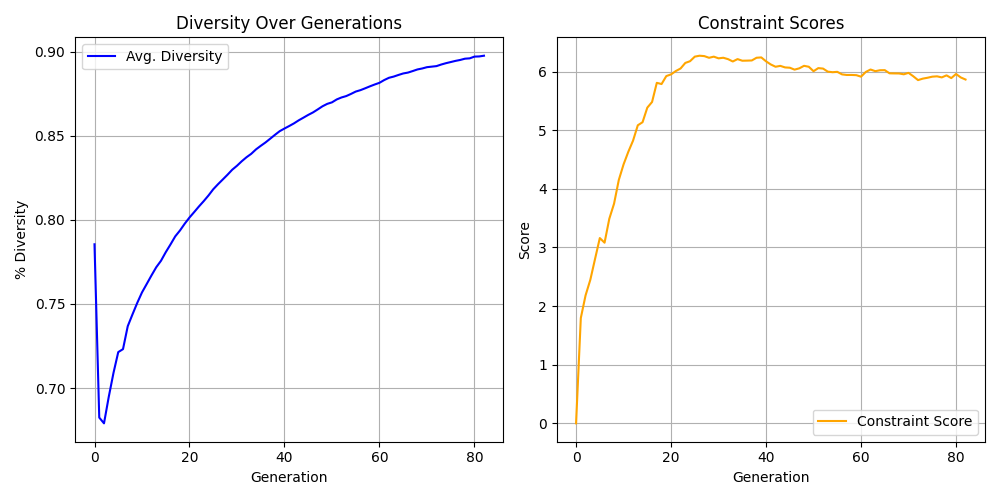 Diversity Over Generations
Avg. Diversity
0.90
0.85
0.80
0.75
0.70
% Diversity
0 20 40 60 80
Generation
Constraint Scores
6
5
4
3
2
1
0
Score
Constraint Score
0 20 40 60 80
Generation